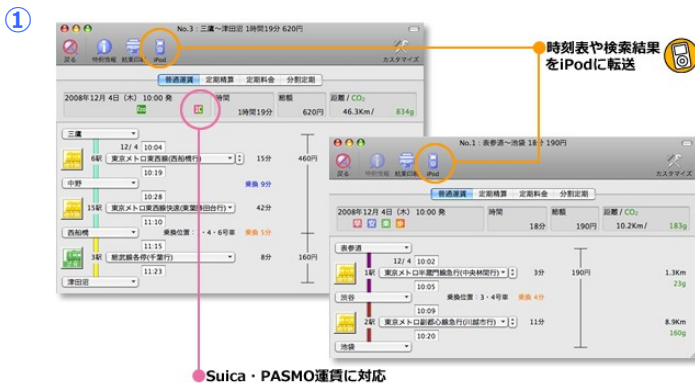 ①
No.3：三鷹～津田沼 1時間19分 620円
戻る 特例情報 結果印刷 iPod カスタマイズ
普通運賃 定期精算 定期料金 分割定期
2008年12月 4日（木）10:00 発 時間 総額 距離 / CO₂
Eco IC 1時間19分 620円 46.3Km / 834g
三鷹
12/ 4 10:04
6駅 東京メトロ東西線(西船橋行) 15分 460円
10:19
中野 乗換 9分
10:28
15駅 東京メトロ東西線快速(東葉勝田台行) 42分
11:10
西船橋 乗換位置：・4・6号車 乗換 5分
11:15
3駅 総武線各停(千葉行) 8分 160円
11:23
津田沼
時刻表や検索結果
をiPodに転送
No.1：表参道～池袋 18分 190円
戻る 特例情報 結果印刷 iPod カスタマイズ
普通運賃 定期精算 定期料金 分割定期
2008年12月 4日（木）10:00 発 時間 総額 距離 / CO₂
早 安 楽 18分 190円 10.2Km / 183g
表参道
12/ 4 10:02
1駅 東京メトロ半蔵門線急行(中央林間行) 3分 190円 1.3Km
10:05 23g
渋谷 乗換位置：3・4号車 乗換 4分
10:09
2駅 東京メトロ副都心線急行(川越市行) 11分 8.9Km
10:20 160g
池袋
Suica・PASMO運賃に対応